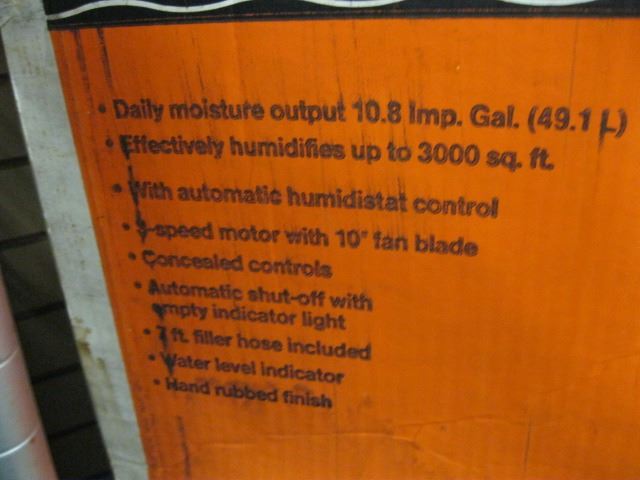 • Daily moisture output 10.8 Imp. Gal. (49.1 L)
• Effectively humidifies up to 3000 sq. ft.
• With automatic humidistat control
• -speed motor with 10" fan blade
• Concealed controls
• Automatic shut-off with
empty indicator light
• 7 ft. filler hose included
• Water level indicator
• Hand rubbed finish